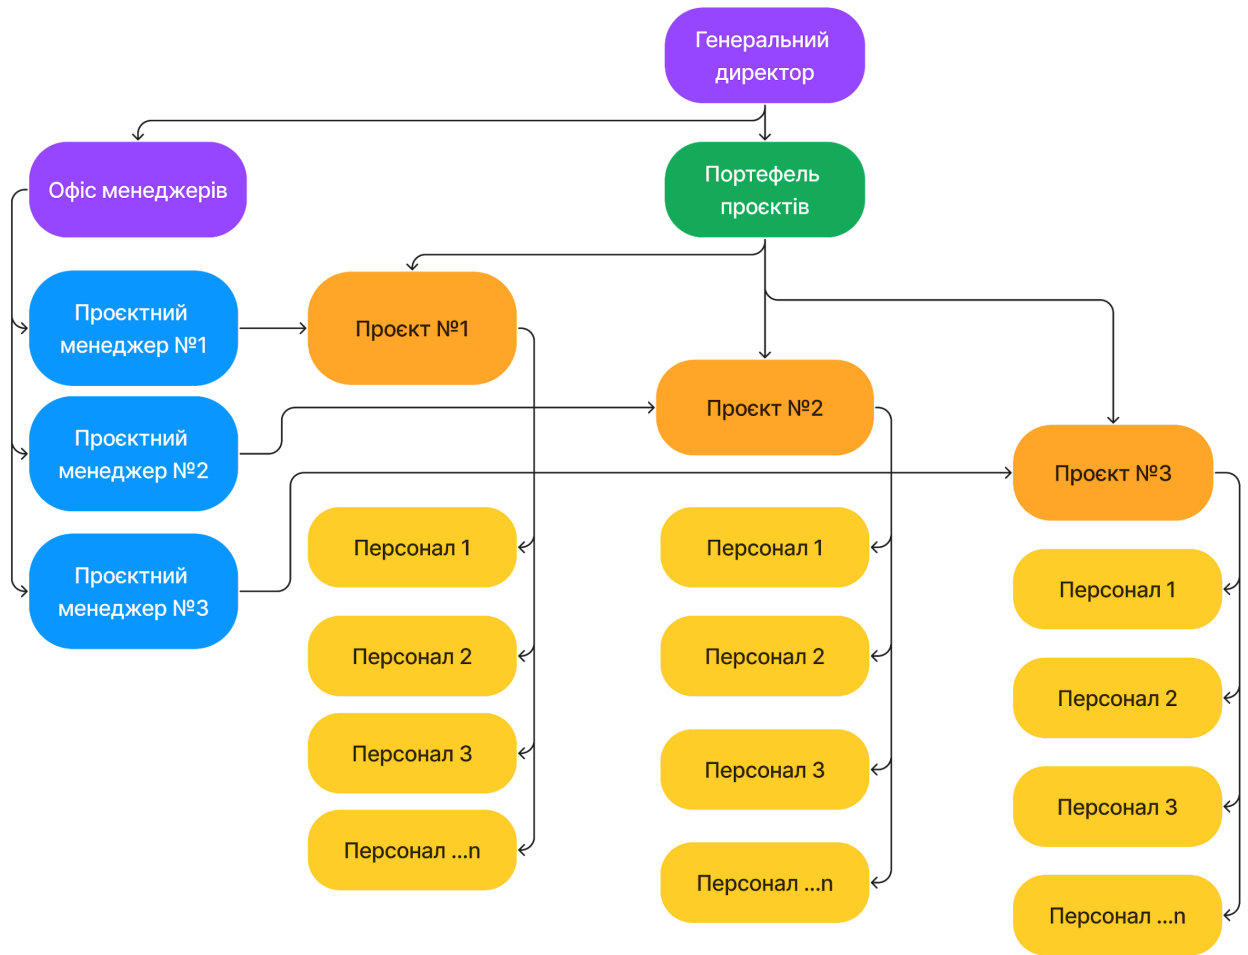 Генеральний
директор
Офіс менеджерів
Портефель
проєктів
Проєктний
менеджер №1
Проєкт №1
Проєктний
менеджер №2
Проєкт №2
Проєктний
менеджер №3
Проєкт №3
Персонал 1
Персонал 2
Персонал 3
Персонал ...n
Персонал 1
Персонал 2
Персонал 3
Персонал ...n
Персонал 1
Персонал 2
Персонал 3
Персонал ...n